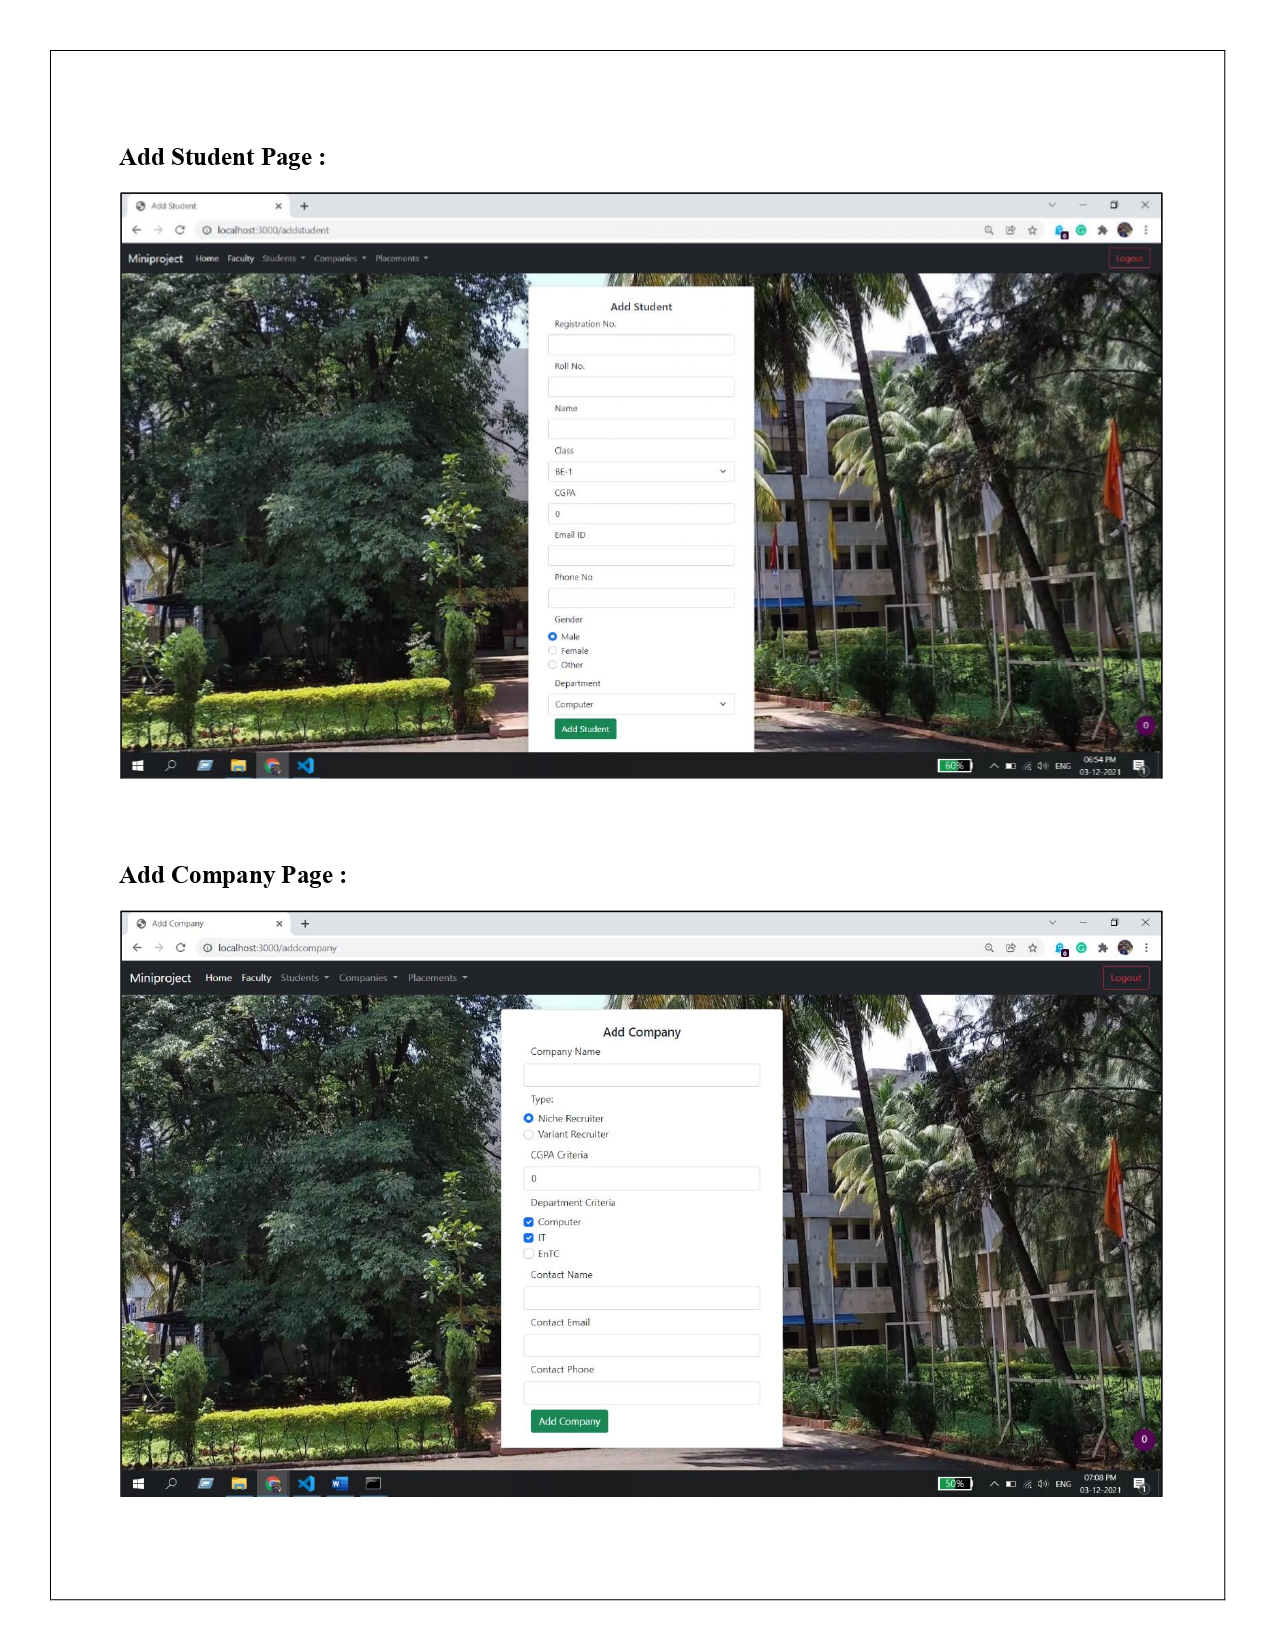 Add Student Page :
Add Student
localhost:3000/addstudent
Miniproject Home Faculty Students Companies Placements Logout
Add Student
Registration No.
Roll No.
Name
Class
BE-1
CGPA
0
Email ID
Phone No
Gender
Male
Female
Other
Department
Computer
Add Student
0
60% ENG 06:54 PM
03-12-2021
1
Add Company Page :
Add Company
localhost:3000/addcompany
Miniproject Home Faculty Students Companies Placements Logout
Add Company
Company Name
Type:
Niche Recruiter
Variant Recruiter
CGPA Criteria
0
Department Criteria
Computer
IT
EnTC
Contact Name
Contact Email
Contact Phone
Add Company
0
50% ENG 07:08 PM
03-12-2021
1